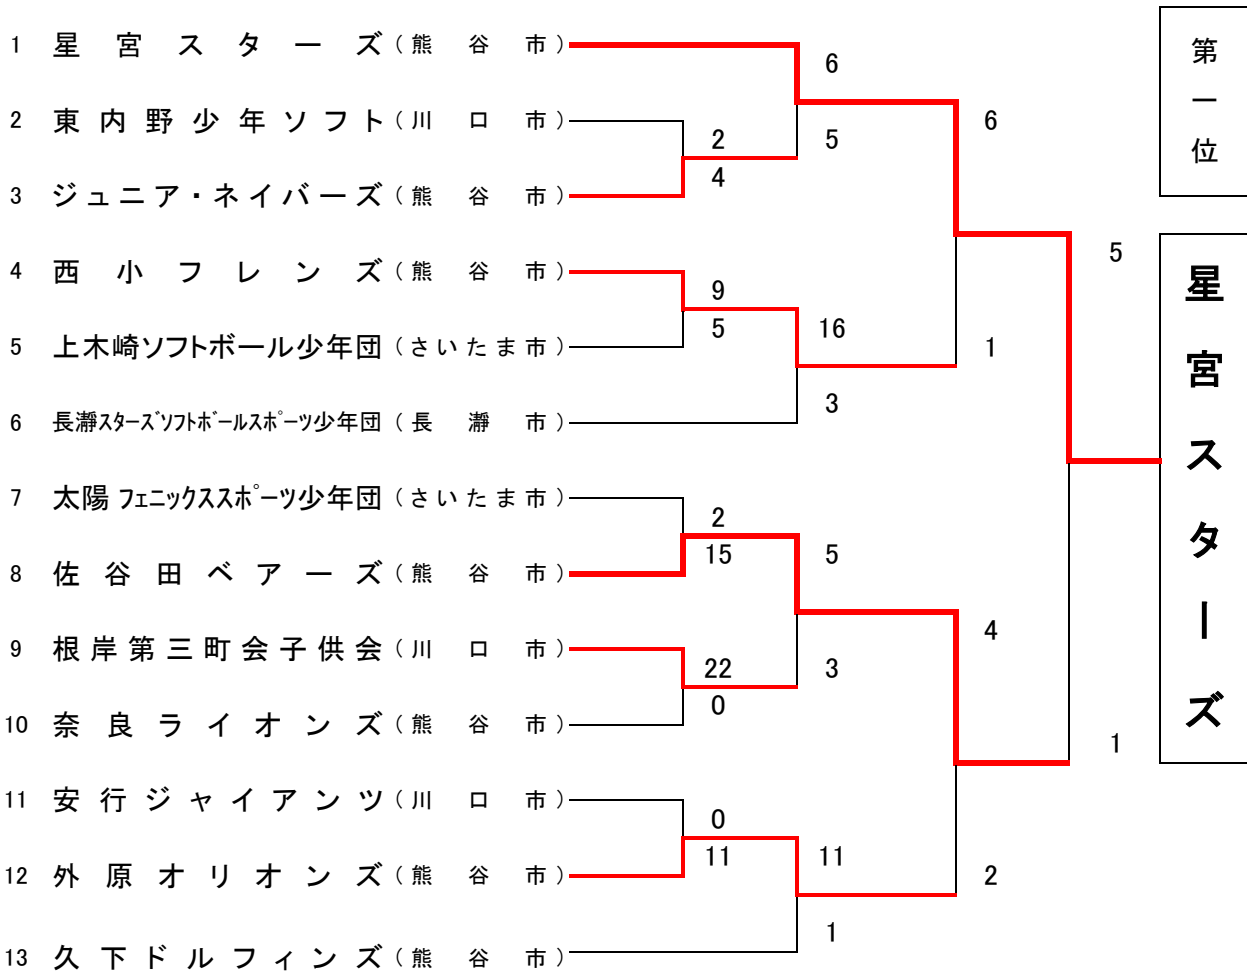 1 星宮スターズ(熊谷市)
2 東内野少年ソフト(川口市)
3 ジュニア・ネイバーズ(熊谷市)
4 西小フレンズ(熊谷市)
5 上木崎ソフトボール少年団(さいたま市)
6 長瀞スターズソフトボールスポーツ少年団(長瀞市)
7 太陽フェニックススポーツ少年団(さいたま市)
8 佐谷田ベアーズ(熊谷市)
9 根岸第三町会子供会(川口市)
10 奈良ライオンズ(熊谷市)
11 安行ジャイアンツ(川口市)
12 外原オリオンズ(熊谷市)
13 久下ドルフィンズ(熊谷市)
2
4
9
5
2
15
22
0
0
11
6
5
16
3
5
3
11
1
6
1
4
2
5
1
第一位
星宮スターズ